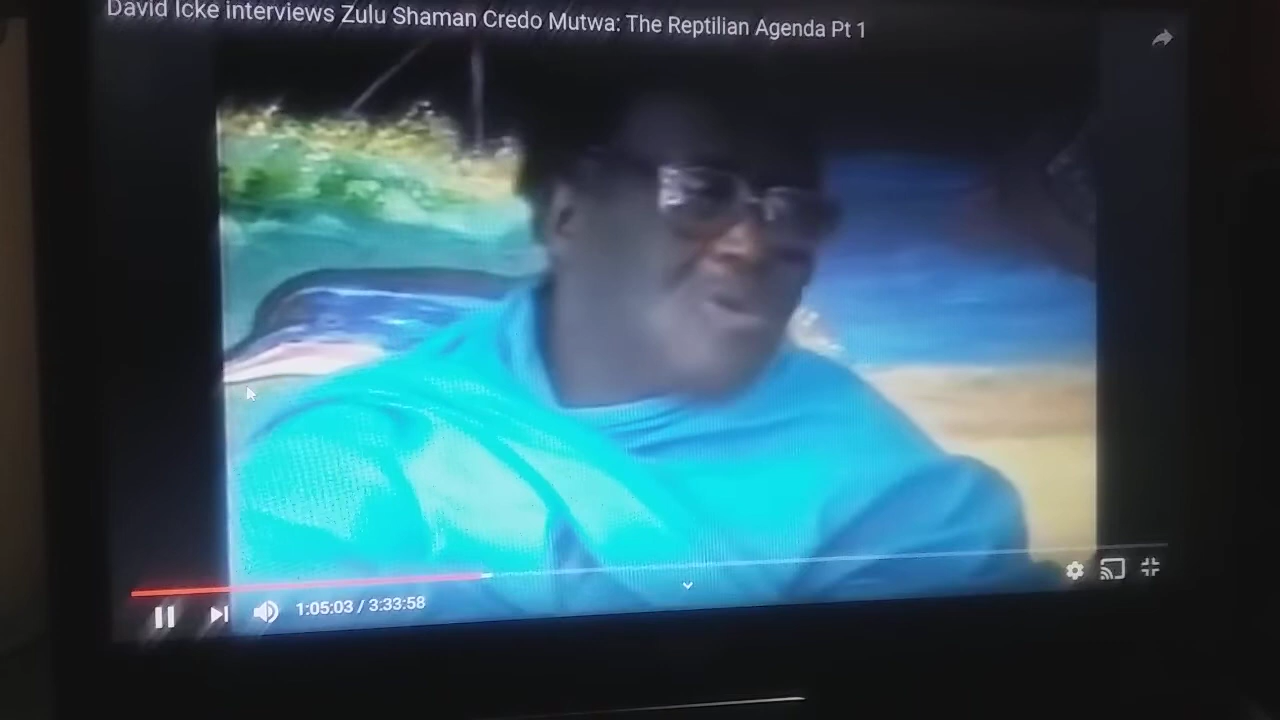 David Icke interviews Zulu Shaman Credo Mutwa: The Reptilian Agenda Pt 1
1:05:03 / 3:33:58